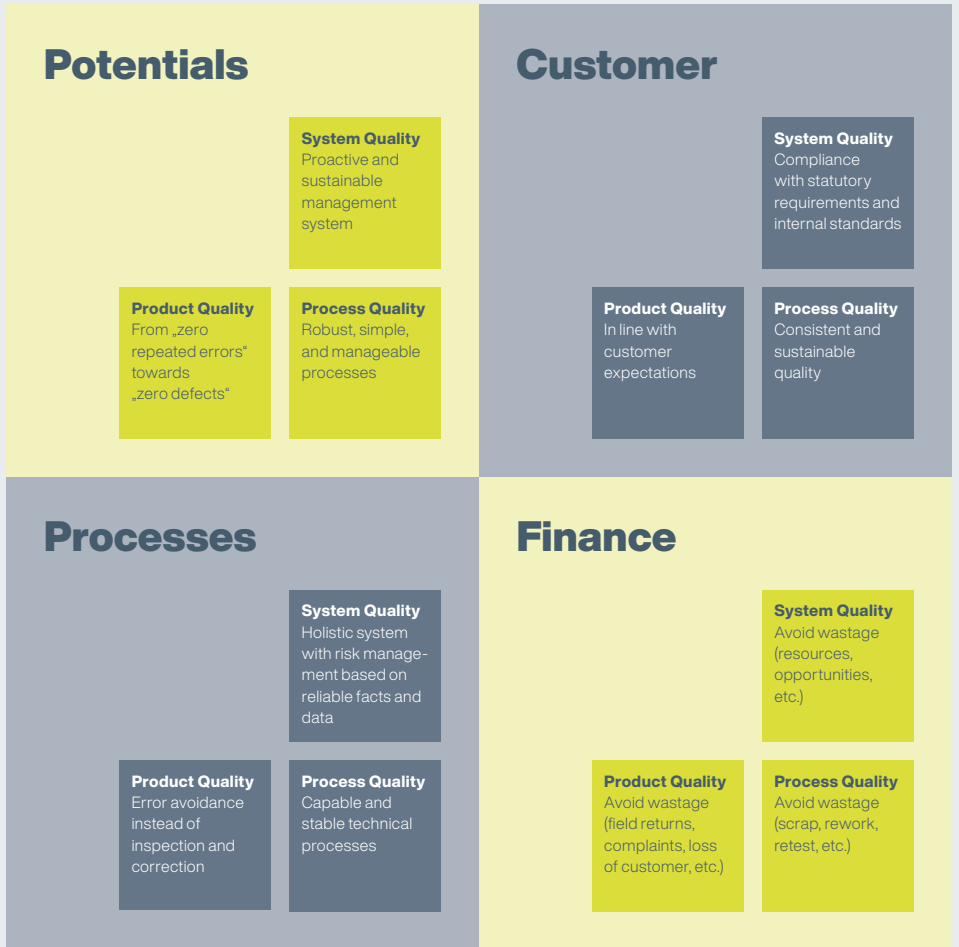 Potentials
System Quality
Proactive and
sustainable
management
system
Product Quality
From „zero
repeated errors“
towards
„zero defects“
Process Quality
Robust, simple,
and manageable
processes
Customer
System Quality
Compliance
with statutory
requirements and
internal standards
Product Quality
In line with
customer
expectations
Process Quality
Consistent and
sustainable
quality
Processes
System Quality
Holistic system
with risk manage-
ment based on
reliable facts and
data
Product Quality
Error avoidance
instead of
inspection and
correction
Process Quality
Capable and
stable technical
processes
Finance
System Quality
Avoid wastage
(resources,
opportunities,
etc.)
Product Quality
Avoid wastage
(field returns,
complaints, loss
of customer, etc.)
Process Quality
Avoid wastage
(scrap, rework,
retest, etc.)